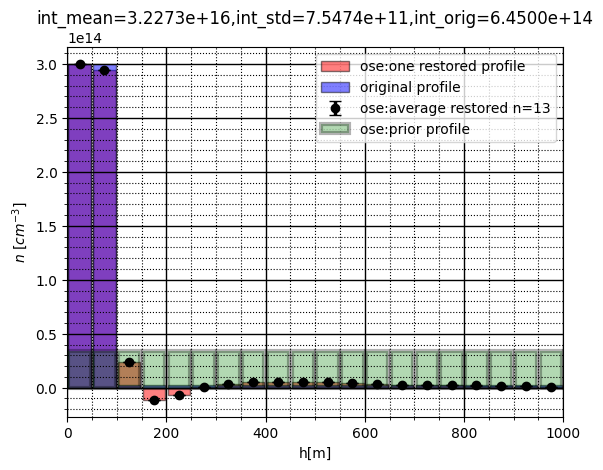 int_mean=3.2273e+16,int_std=7.5474e+11,int_orig=6.4500e+14
1e14
ose:one restored profile
original profile
ose:average restored n=13
ose:prior profile
3.0
2.5
2.0
1.5
1.0
0.5
0.0
n [cm⁻³]
0 200 400 600 800 1000
h[m]